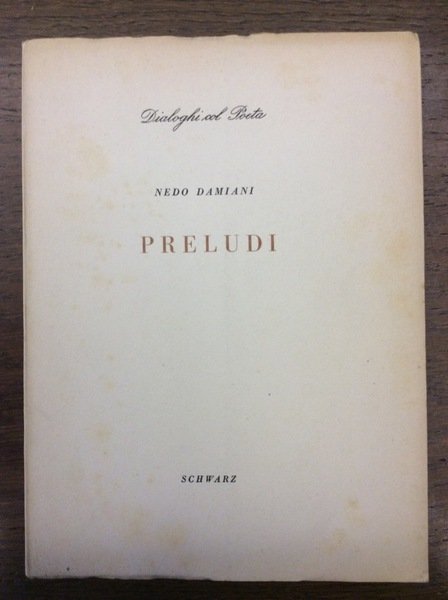 Dialoghi col Poeta
NEDO DAMIANI
PRELUDI
SCHWARZ